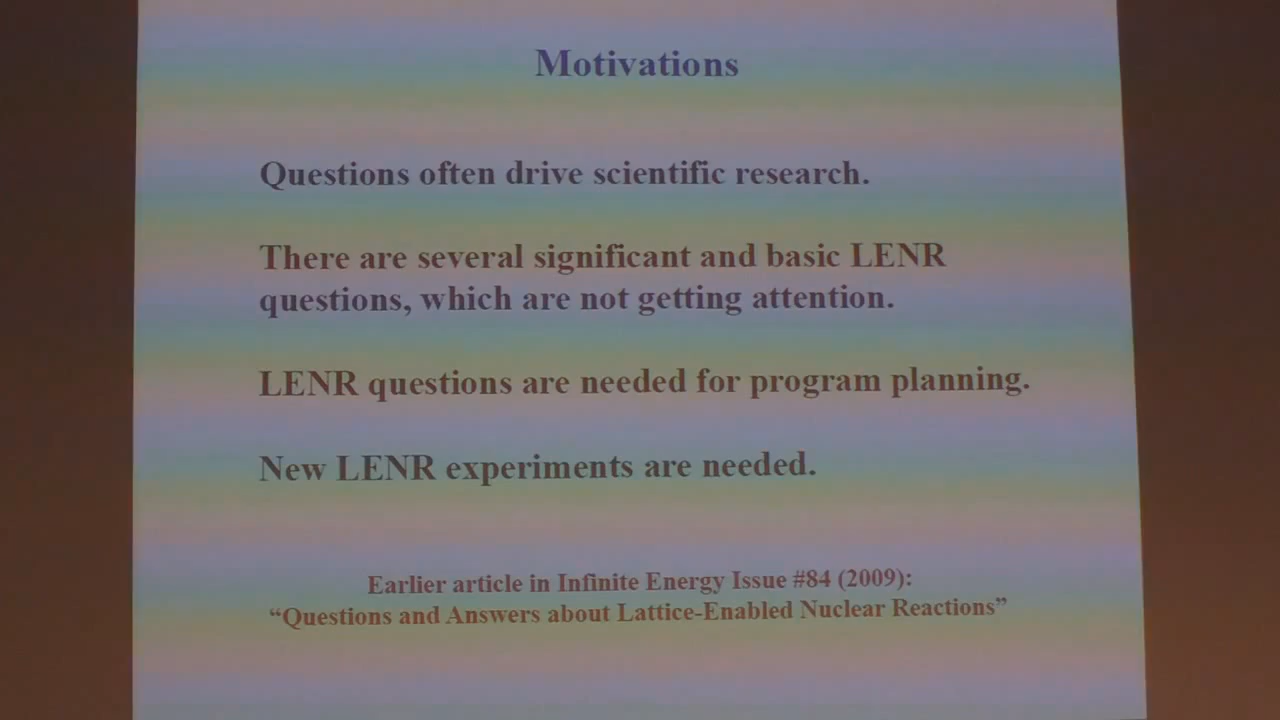 Motivations
Questions often drive scientific research.
There are several significant and basic LENR
questions, which are not getting attention.
LENR questions are needed for program planning.
New LENR experiments are needed.
Earlier article in Infinite Energy Issue #84 (2009):
“Questions and Answers about Lattice-Enabled Nuclear Reactions”